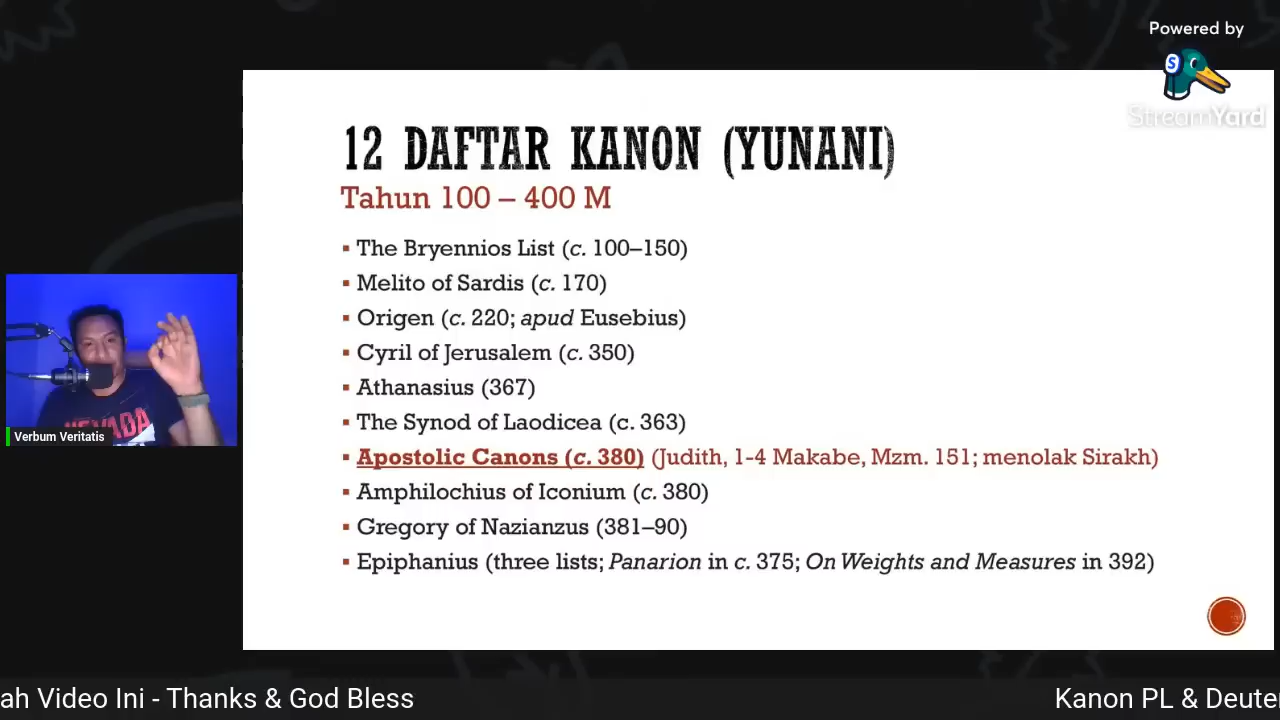 Powered by
S
StreamYard
12 DAFTAR KANON (YUNANI)
Tahun 100 – 400 M
▪ The Bryennios List (c. 100–150)
▪ Melito of Sardis (c. 170)
▪ Origen (c. 220; apud Eusebius)
▪ Cyril of Jerusalem (c. 350)
▪ Athanasius (367)
▪ The Synod of Laodicea (c. 363)
▪ Apostolic Canons (c. 380) (Judith, 1-4 Makabe, Mzm. 151; menolak Sirakh)
▪ Amphilochius of Iconium (c. 380)
▪ Gregory of Nazianzus (381–90)
▪ Epiphanius (three lists; Panarion in c. 375; On Weights and Measures in 392)
NEVADA
Verbum Veritatis
ah Video Ini - Thanks & God Bless
Kanon PL & Deute